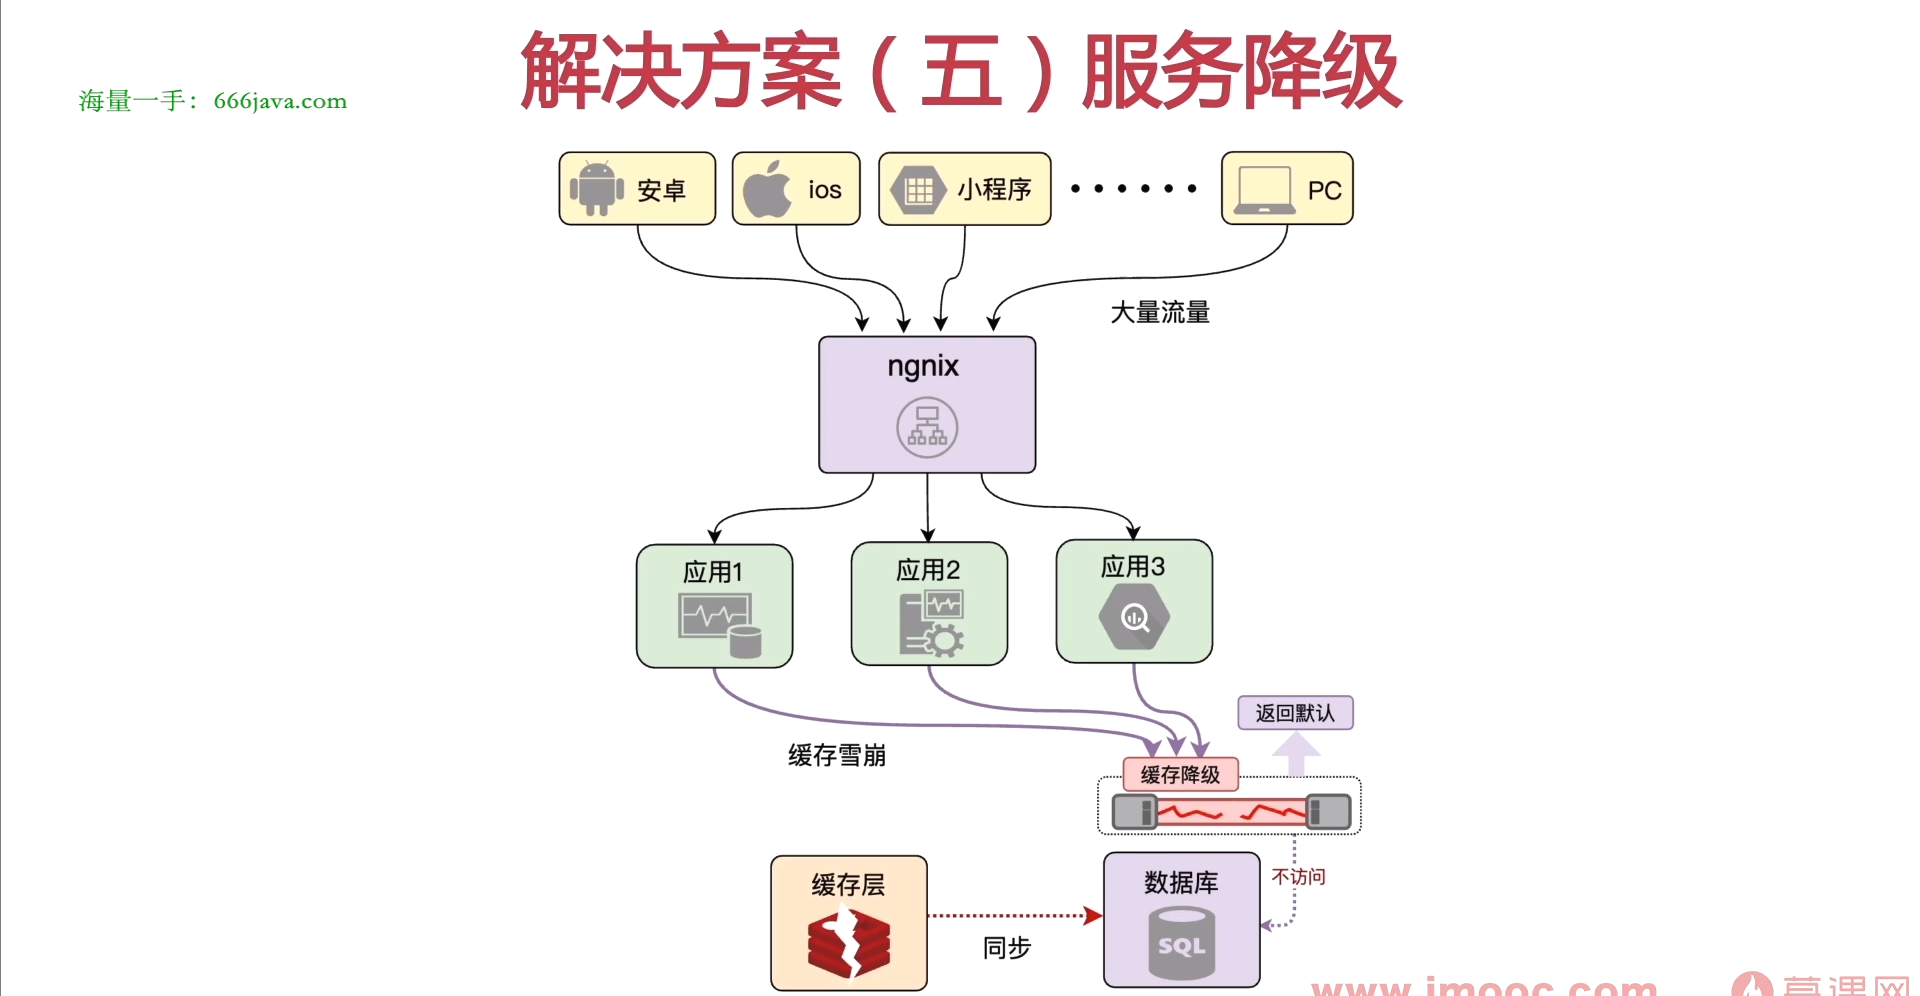 解决方案（五）服务降级
海量一手：666java.com
安卓
ios
小程序
PC
大量流量
ngnix
应用1
应用2
应用3
返回默认
缓存雪崩
缓存降级
不访问
缓存层
数据库
SQL
同步
www.imooc.com
慕课网